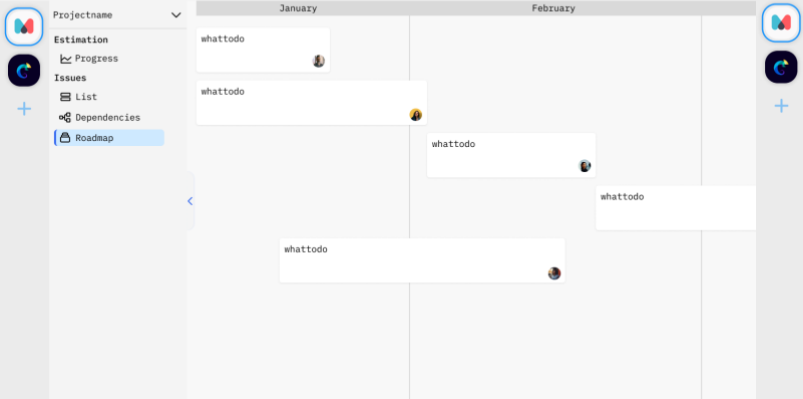 Projectname
Estimation
Progress
Issues
List
Dependencies
Roadmap
January
February
whattodo
whattodo
whattodo
whattodo
whattodo